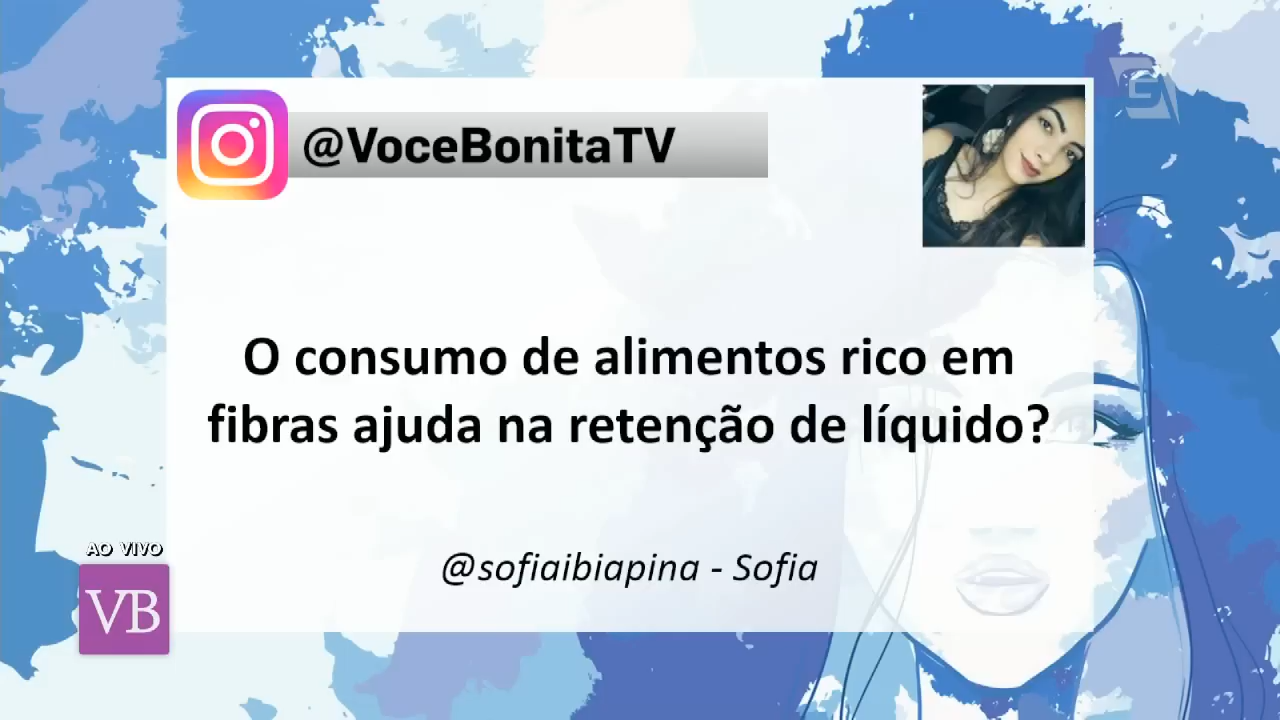 @VoceBonitaTV
O consumo de alimentos rico em
fibras ajuda na retenção de líquido?
@sofiaibiapina - Sofia
AO VIVO
VB